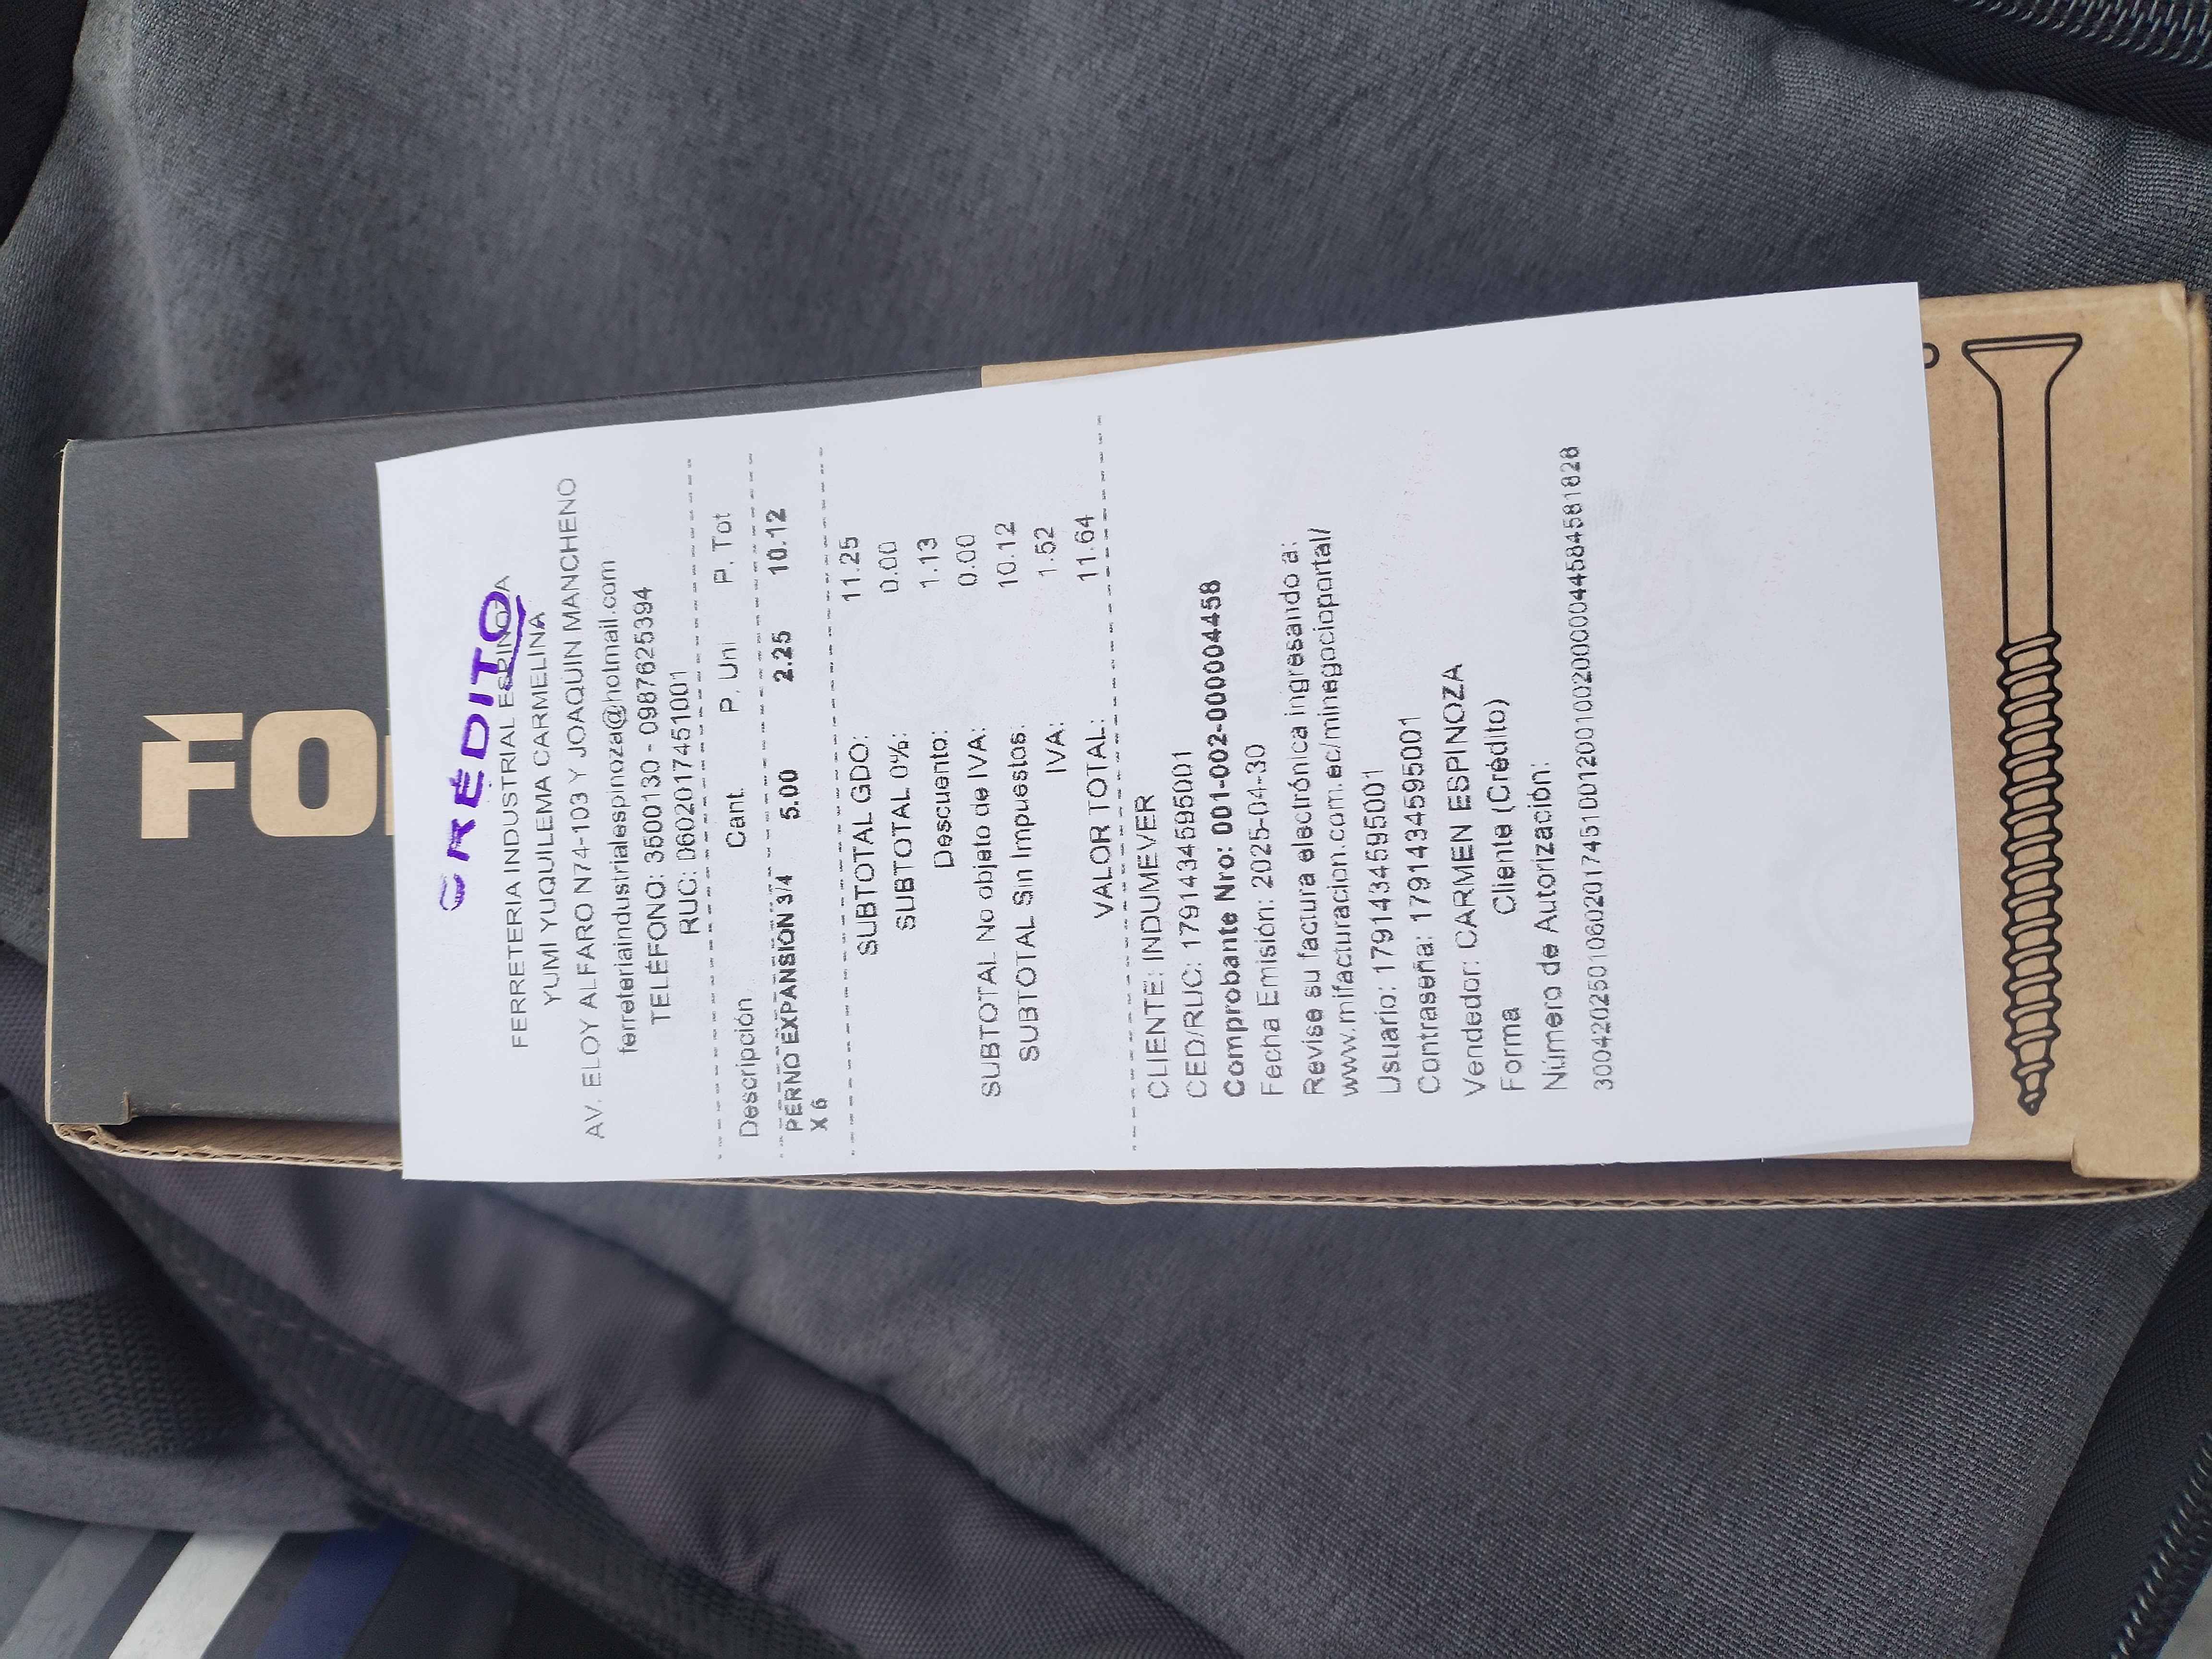 FO
CRÉDITO
FERRETERIA INDUSTRIAL ESPINOZA
YUMI YUQUILEMA CARMELINA
AV. ELOY ALFARO N74-103 Y JOAQUIN MANCHENO
ferreteriaindustrialespinoza@hotmail.com
TELÉFONO: 3500130 - 0987625394
RUC: 0602017451001
Descripción Cant. P. Uni P. Tot
PERNO EXPANSION 3/4 5.00 2.25 10.12
X 6
SUBTOTAL GDO: 11.25
SUBTOTAL 0%: 0.00
Descuento: 1.13
SUBTOTAL No objeto de IVA: 0.00
SUBTOTAL Sin Impuestos: 10.12
IVA: 1.52
VALOR TOTAL: 11.64
CLIENTE: INDUMEVER
CED/RUC: 1791434595001
Comprobante Nro: 001-002-000004458
Fecha Emisión: 2025-04-30
Revise su factura electrónica ingresando a:
www.mifacturacion.com.ec/minegocioportal/
Usuario: 1791434595001
Contraseña: 1791434595001
Vendedor: CARMEN ESPINOZA
Forma Cliente (Crédito)
Número de Autorización:
3004202501060201745100120010020000044584581826